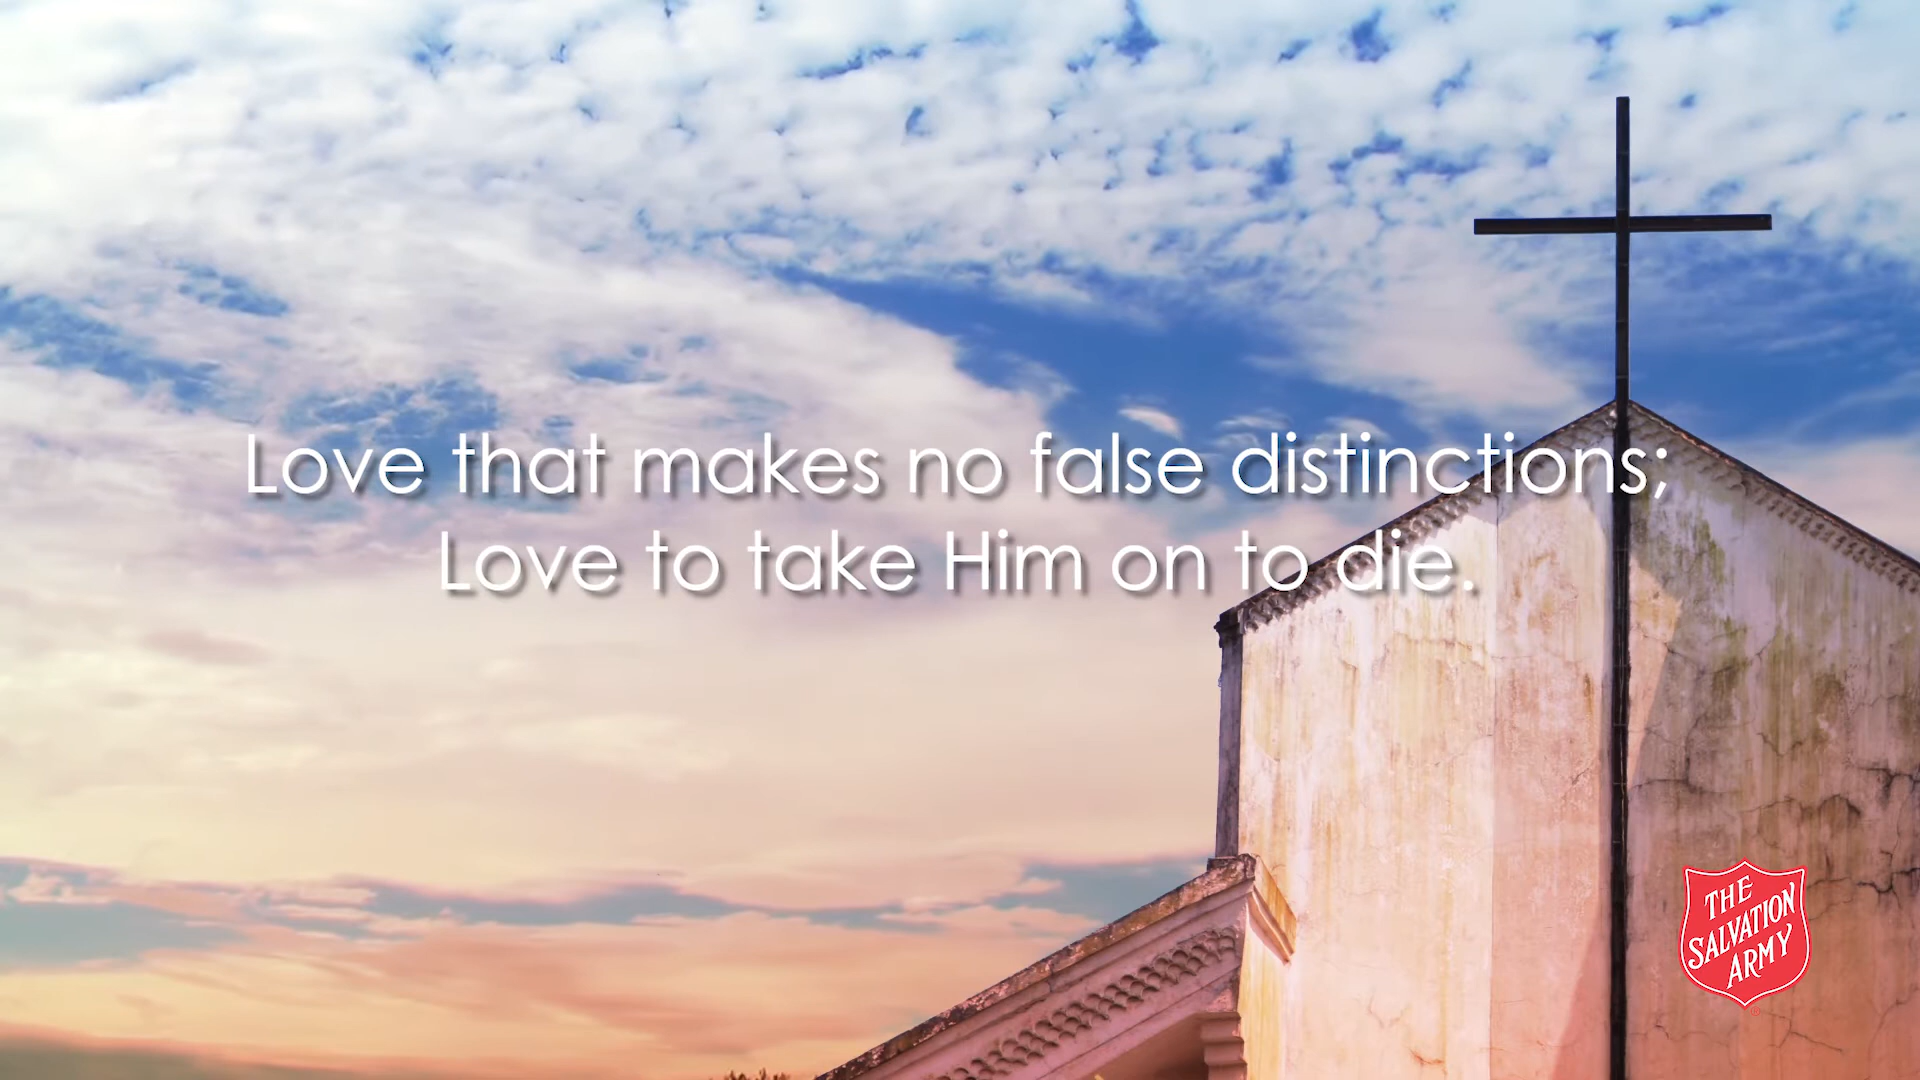 Love that makes no false distinctions;
Love to take Him on to die.
THE
SALVATION
ARMY
®